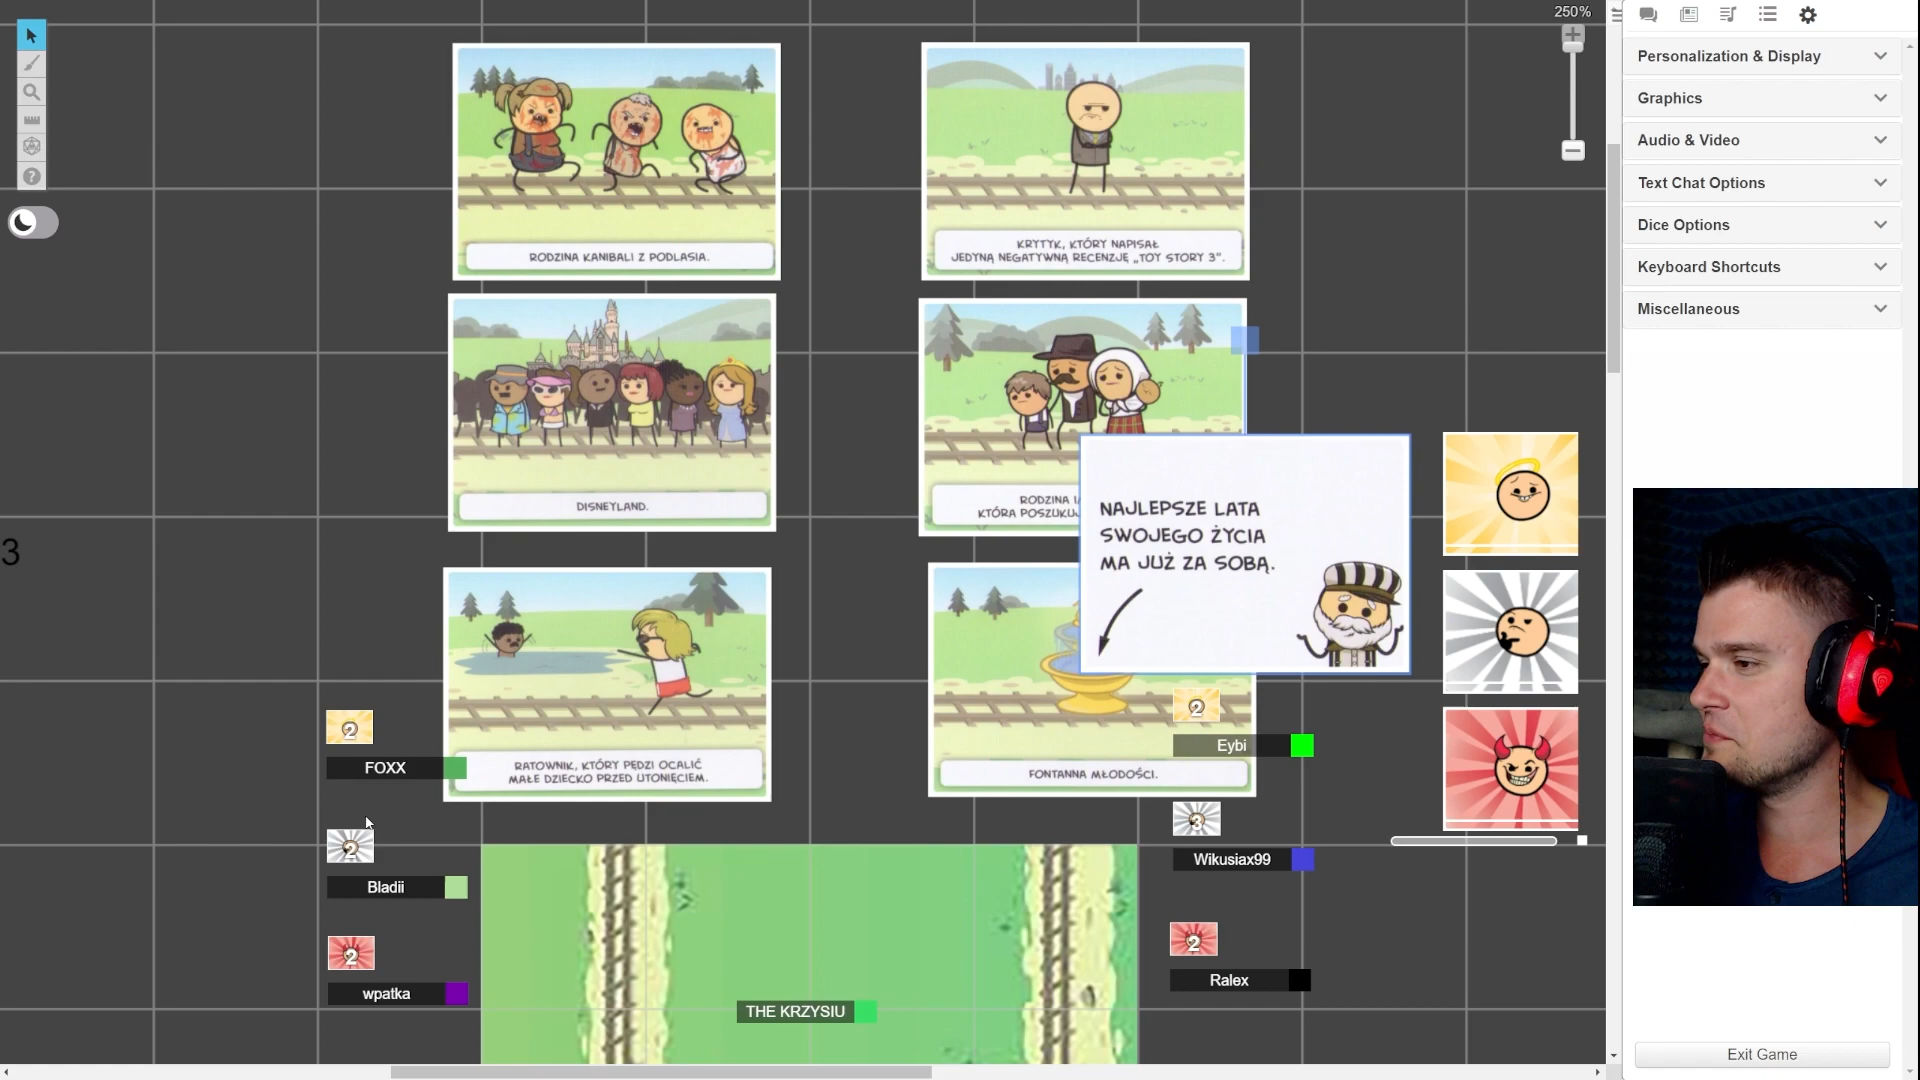 250%
Personalization & Display
Graphics
Audio & Video
Text Chat Options
Dice Options
Keyboard Shortcuts
Miscellaneous
RODZINA KANIBALI Z PODLASIA.
KRYTYK, KTÓRY NAPISAŁ
JEDYNĄ NEGATYWNĄ RECENZJĘ „TOY STORY 3”.
DISNEYLAND.
RODZINA
KTÓRA
NAJLEPSZE LATA
SWOJEGO ŻYCIA
MA JUŻ ZA SOBĄ.
3
RATOWNIK, KTÓRY PĘDZI OCALIĆ
MAŁE DZIECKO PRZED UTONIĘCIEM.
FONTANNA MŁODOŚCI.
2
FOXX
2
Bladii
2
wpatka
2
Eybi
3
Wikusiax99
2
Ralex
THE KRZYSIU
Exit Game